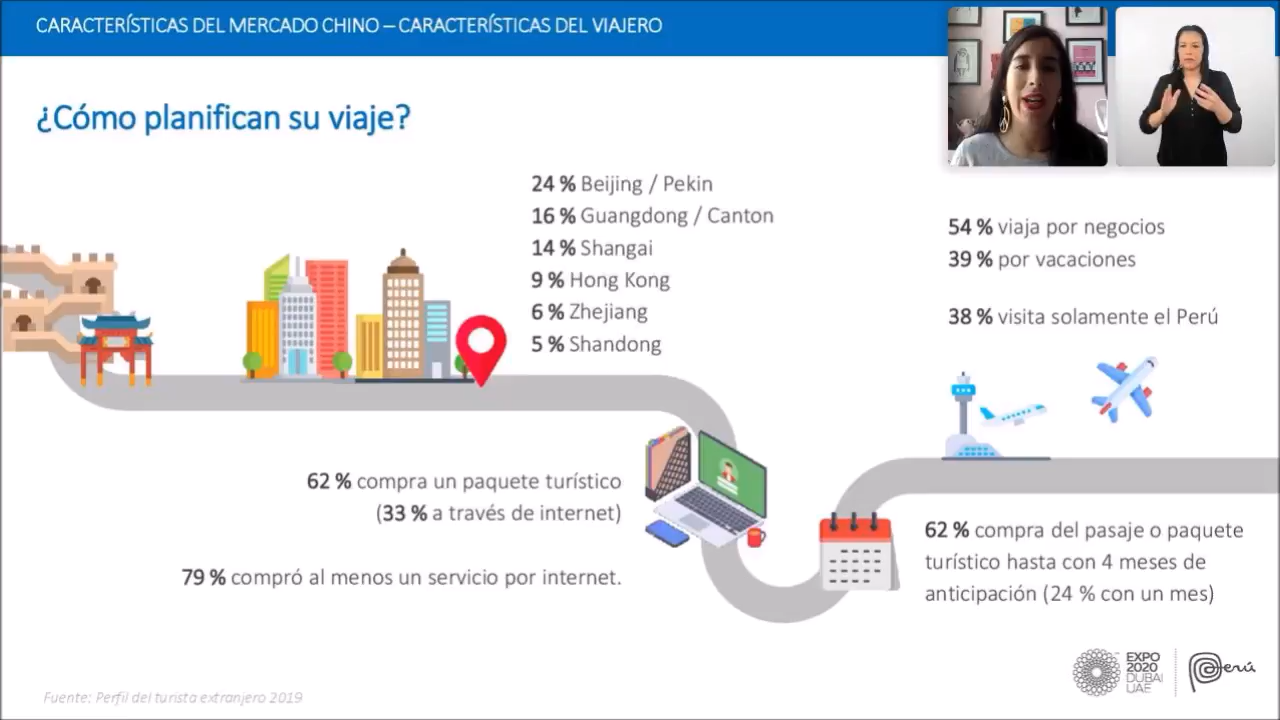 CARACTERÍSTICAS DEL MERCADO CHINO – CARACTERÍSTICAS DEL VIAJERO
¿Cómo planifican su viaje?
24 % Beijing / Pekin
16 % Guangdong / Canton
14 % Shangai
9 % Hong Kong
6 % Zhejiang
5 % Shandong
54 % viaja por negocios
39 % por vacaciones
38 % visita solamente el Perú
62 % compra un paquete turístico
(33 % a través de internet)
79 % compró al menos un servicio por internet.
62 % compra del pasaje o paquete
turístico hasta con 4 meses de
anticipación (24 % con un mes)
EXPO
2020
DUBAI
UAE
Perú
Fuente: Perfil del turista extranjero 2019